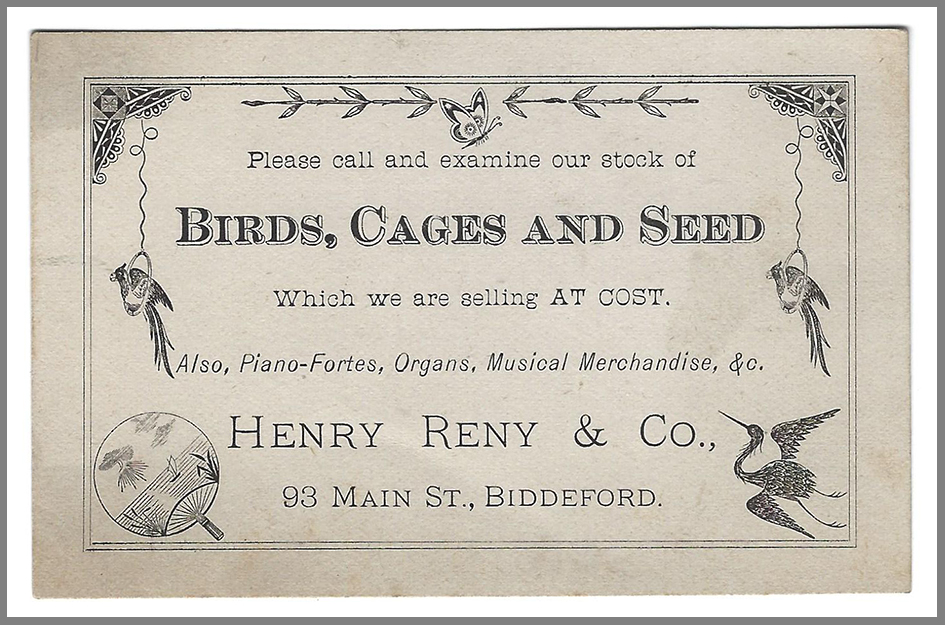 Please call and examine our stock of
BIRDS, CAGES AND SEED
Which we are selling AT COST.
Also, Piano-Fortes, Organs, Musical Merchandise, &c.
HENRY RENY & CO.,
93 MAIN ST., BIDDEFORD.